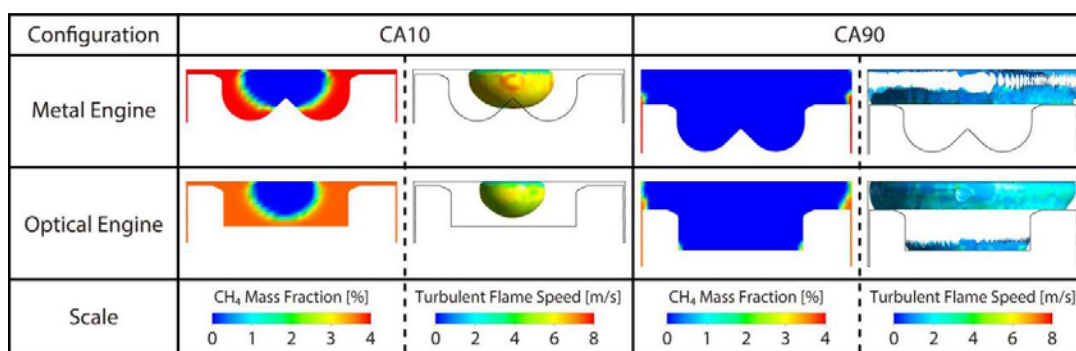 Configuration CA10 CA90
Metal Engine
Optical Engine
Scale
CH₄ Mass Fraction [%] Turbulent Flame Speed [m/s] CH₄ Mass Fraction [%] Turbulent Flame Speed [m/s]
0 1 2 3 4 0 2 4 6 8 0 1 2 3 4 0 2 4 6 8